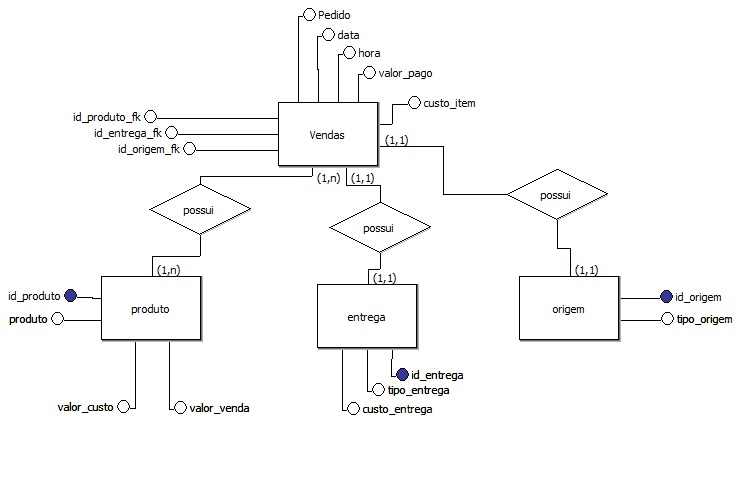 Pedido
data
hora
valor_pago
custo_item
id_produto_fk
id_entrega_fk
id_origem_fk
Vendas
(1,1)
(1,n)
(1,1)
possui
possui
possui
(1,n)
(1,1)
(1,1)
id_produto
produto
produto
entrega
origem
id_origem
tipo_origem
id_entrega
tipo_entrega
custo_entrega
valor_custo
valor_venda